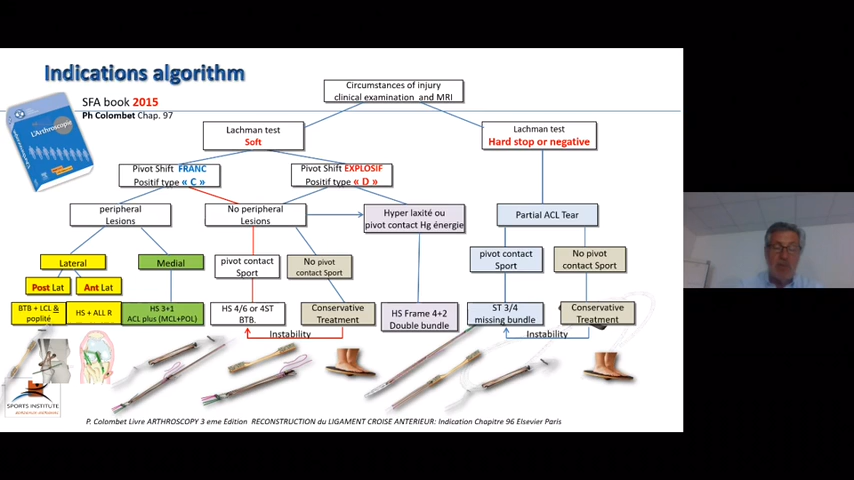 Indications algorithm
SFA book 2015
Ph Colombet Chap. 97
L'Arthroscopie
Circumstances of injury
clinical examination and MRI
Lachman test
Soft
Lachman test
Hard stop or negative
Pivot Shift FRANC
Positif type « C »
Pivot Shift EXPLOSIF
Positif type « D »
peripheral
Lesions
No peripheral
Lesions
Hyper laxité ou
pivot contact Hg énergie
Partial ACL Tear
Lateral
Medial
pivot contact
Sport
No pivot
contact Sport
pivot contact
Sport
No pivot
contact Sport
Post Lat
Ant Lat
BTB + LCL &
poplité
HS + ALL R
HS 3+1
ACL plus (MCL+POL)
HS 4/6 or 4ST
BTB.
Conservative
Treatment
HS Frame 4+2
Double bundle
ST 3/4
missing bundle
Conservative
Treatment
Instability
Instability
SPORTS INSTITUTE
P. Colombet Livre ARTHROSCOPY 3 eme Edition RECONSTRUCTION du LIGAMENT CROISE ANTERIEUR: Indication Chapitre 96 Elsevier Paris